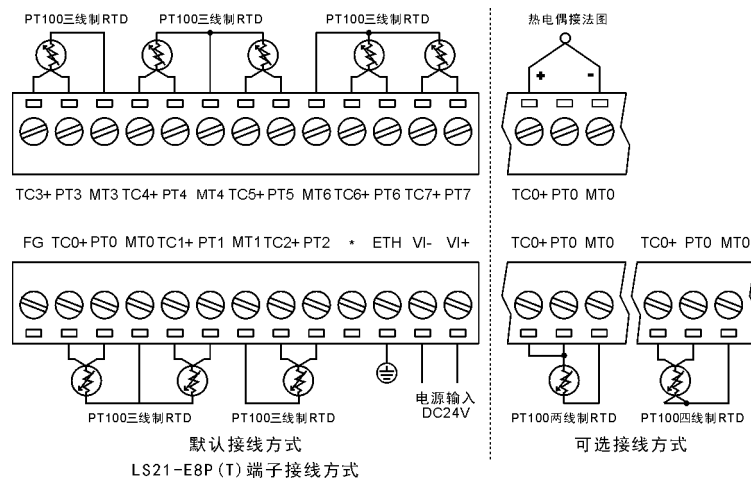 PT100三线制RTD PT100三线制RTD PT100三线制RTD 热电偶接法图
+ -
TC3+ PT3 MT3 TC4+ PT4 MT4 TC5+ PT5 MT6 TC6+ PT6 TC7+ PT7 TC0+ PT0 MT0
FG TC0+ PT0 MT0 TC1+ PT1 MT1 TC2+ PT2 * ETH VI- VI+ TC0+ PT0 MT0 TC0+ PT0 MT0
电源输入
DC24V
PT100三线制RTD PT100三线制RTD PT100两线制RTD PT100四线制RTD
默认接线方式 可选接线方式
LS21-E8P(T)端子接线方式